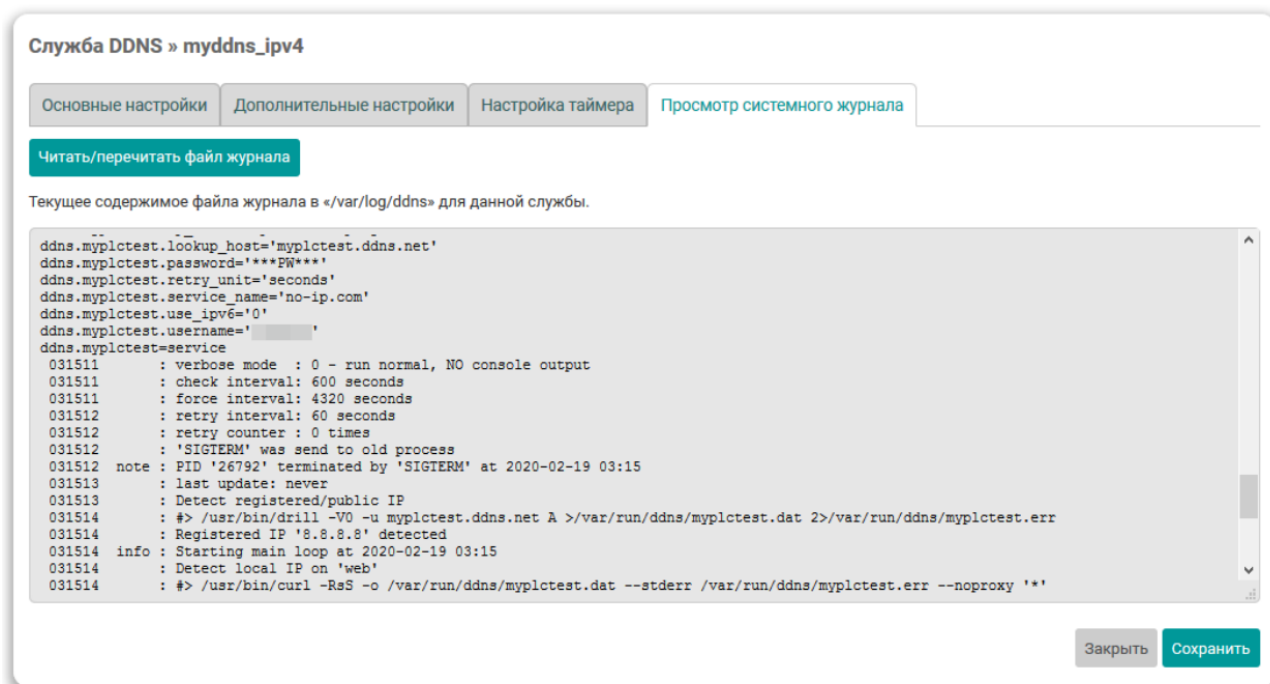 Служба DDNS » myddns_ipv4
Основные настройки Дополнительные настройки Настройка таймера Просмотр системного журнала
Читать/перечитать файл журнала
Текущее содержимое файла журнала в «/var/log/ddns» для данной службы.
ddns.myplctest.lookup_host='myplctest.ddns.net'
ddns.myplctest.password='***PW***'
ddns.myplctest.retry_unit='seconds'
ddns.myplctest.service_name='no-ip.com'
ddns.myplctest.use_ipv6='0'
ddns.myplctest.username=' '
ddns.myplctest=service
031511 : verbose mode : 0 - run normal, NO console output
031511 : check interval: 600 seconds
031511 : force interval: 4320 seconds
031512 : retry interval: 60 seconds
031512 : retry counter : 0 times
031512 : 'SIGTERM' was send to old process
031512 note : PID '26792' terminated by 'SIGTERM' at 2020-02-19 03:15
031513 : last update: never
031513 : Detect registered/public IP
031514 : #> /usr/bin/drill -V0 -u myplctest.ddns.net A >/var/run/ddns/myplctest.dat 2>/var/run/ddns/myplctest.err
031514 : Registered IP '8.8.8.8' detected
031514 info : Starting main loop at 2020-02-19 03:15
031514 : Detect local IP on 'web'
031514 : #> /usr/bin/curl -RsS -o /var/run/ddns/myplctest.dat --stderr /var/run/ddns/myplctest.err --noproxy '*'
Закрыть Сохранить